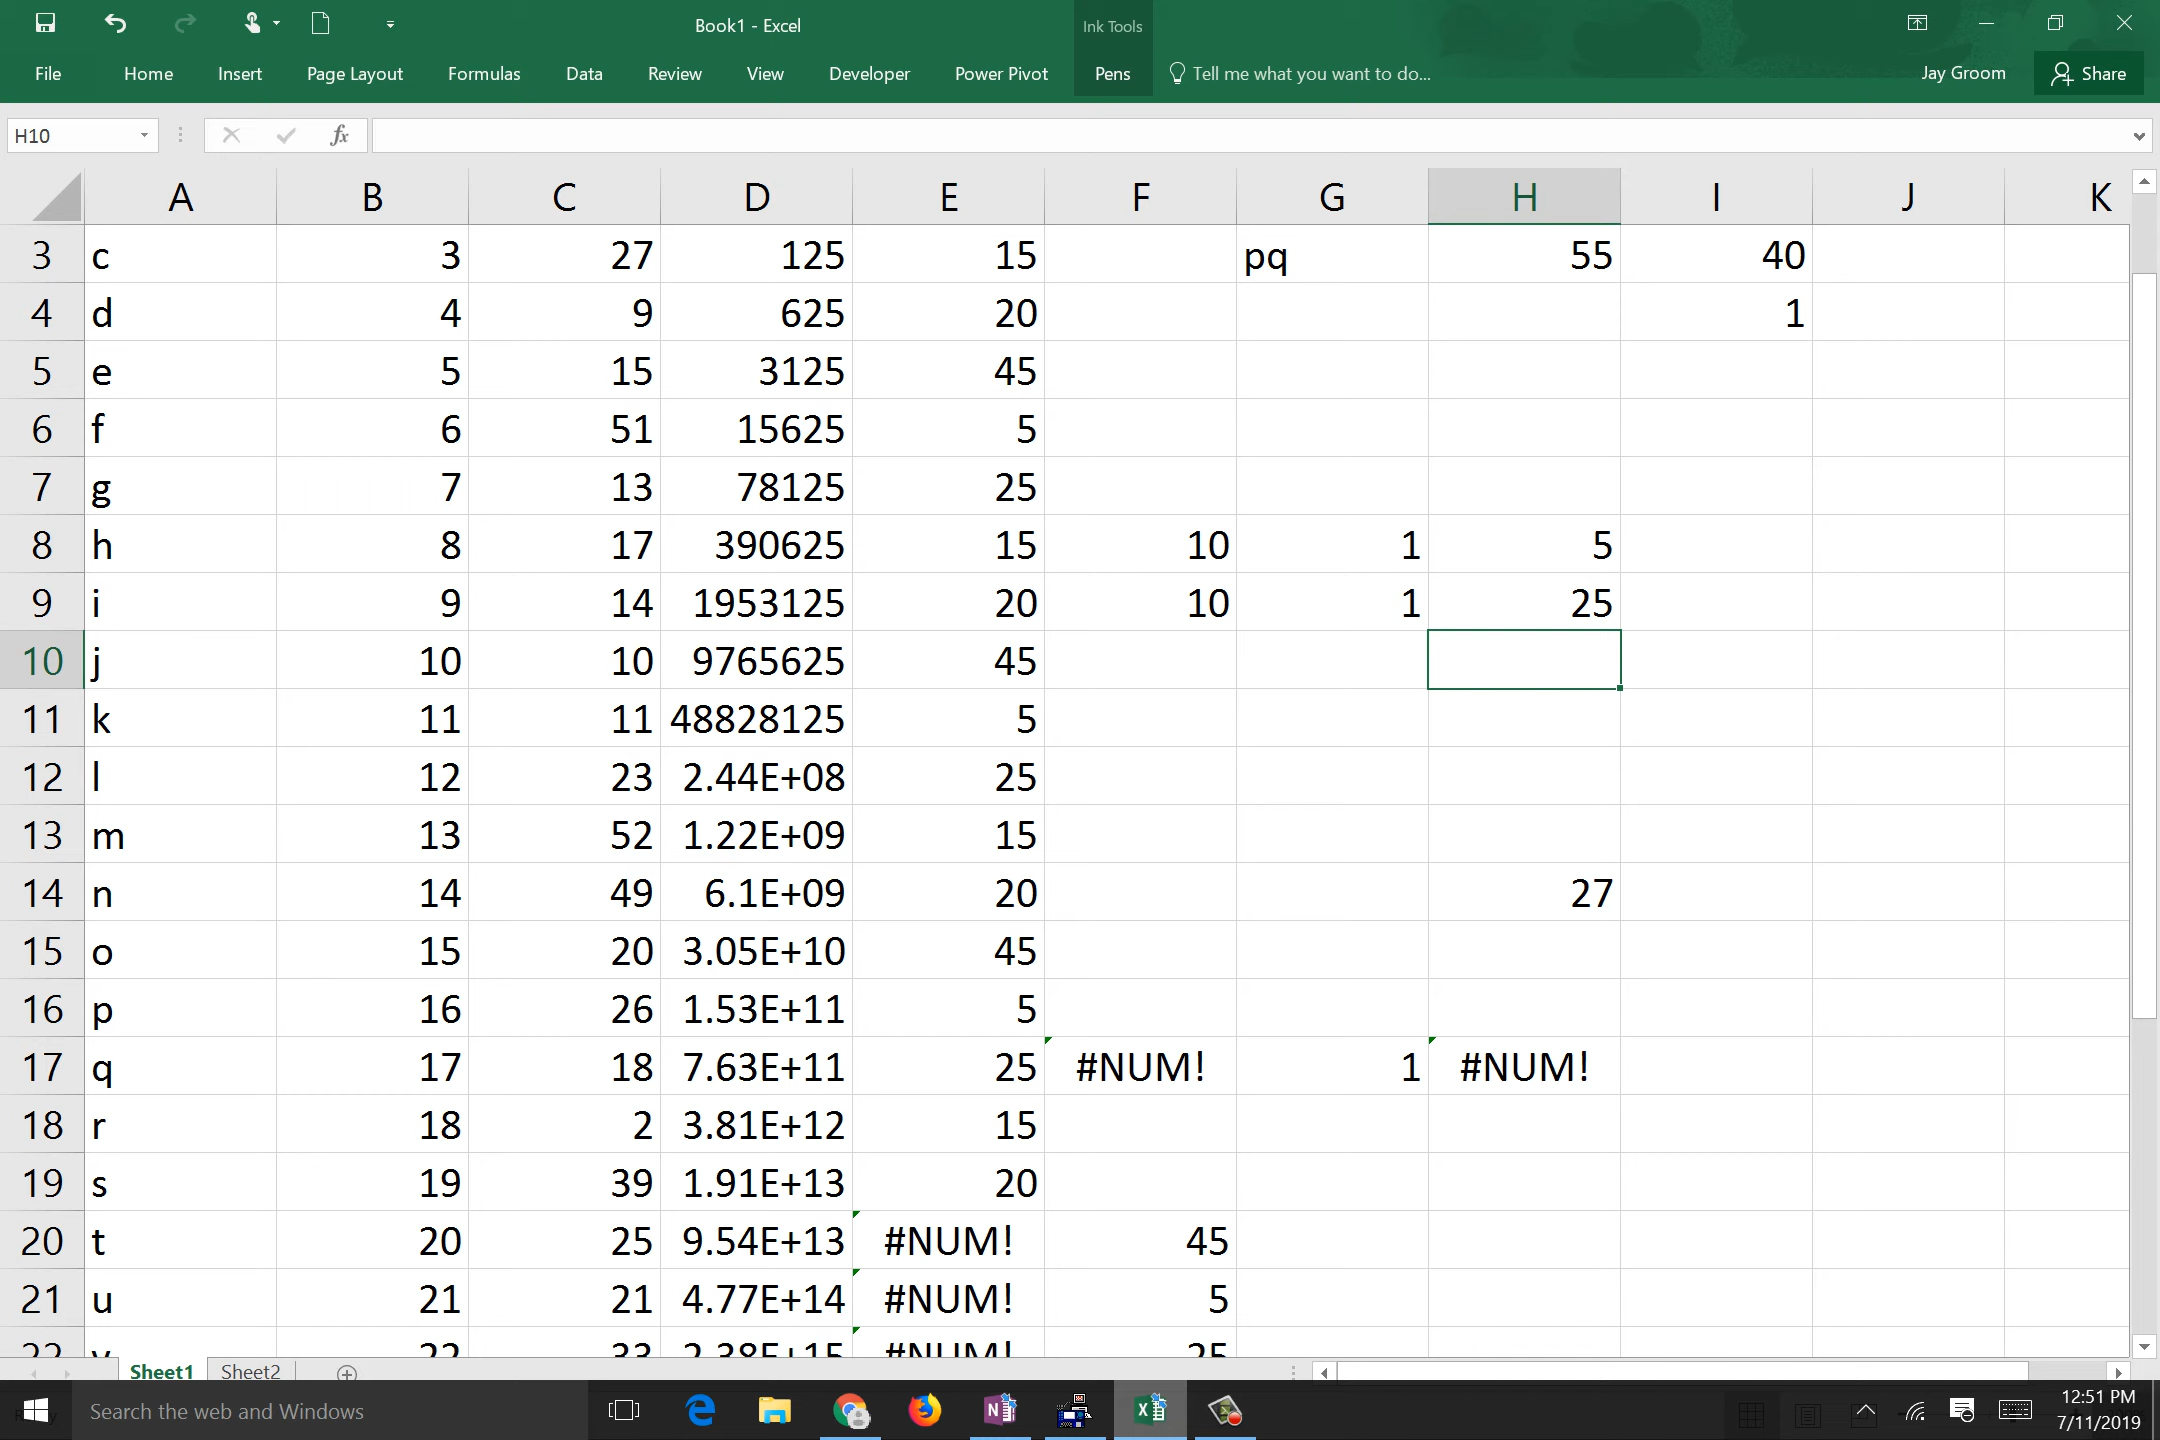 Book1 - Excel
Ink Tools
File Home Insert Page Layout Formulas Data Review View Developer Power Pivot Pens Tell me what you want to do... Jay Groom Share
H10 fx
A B C D E F G H I J K
3 c 3 27 125 15 pq 55 40
4 d 4 9 625 20 1
5 e 5 15 3125 45
6 f 6 51 15625 5
7 g 7 13 78125 25
8 h 8 17 390625 15 10 1 5
9 i 9 14 1953125 20 10 1 25
10 j 10 10 9765625 45
11 k 11 11 48828125 5
12 l 12 23 2.44E+08 25
13 m 13 52 1.22E+09 15
14 n 14 49 6.1E+09 20 27
15 o 15 20 3.05E+10 45
16 p 16 26 1.53E+11 5
17 q 17 18 7.63E+11 25 #NUM! 1 #NUM!
18 r 18 2 3.81E+12 15
19 s 19 39 1.91E+13 20
20 t 20 25 9.54E+13 #NUM! 45
21 u 21 21 4.77E+14 #NUM! 5
22 v 22 33 2.38E+15 #NUM! 25
Sheet1 Sheet2
Search the web and Windows
12:51 PM
7/11/2019